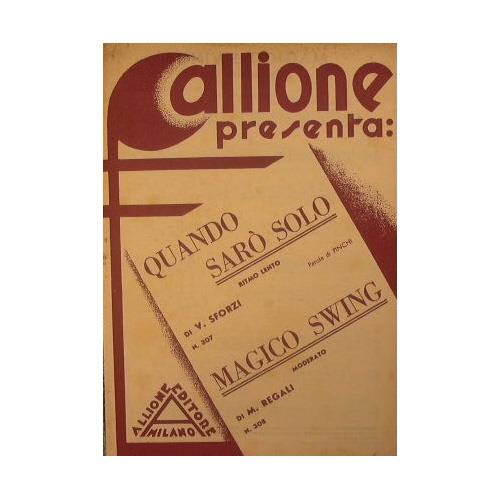 allione
presenta:
QUANDO
SARÒ SOLO
RITMO LENTO
Parole di PINCHI
DI V. SFORZI
N. 307
MAGICO SWING
MODERATO
DI M. REGALI
N. 308
ALLIONE EDITORE
MILANO